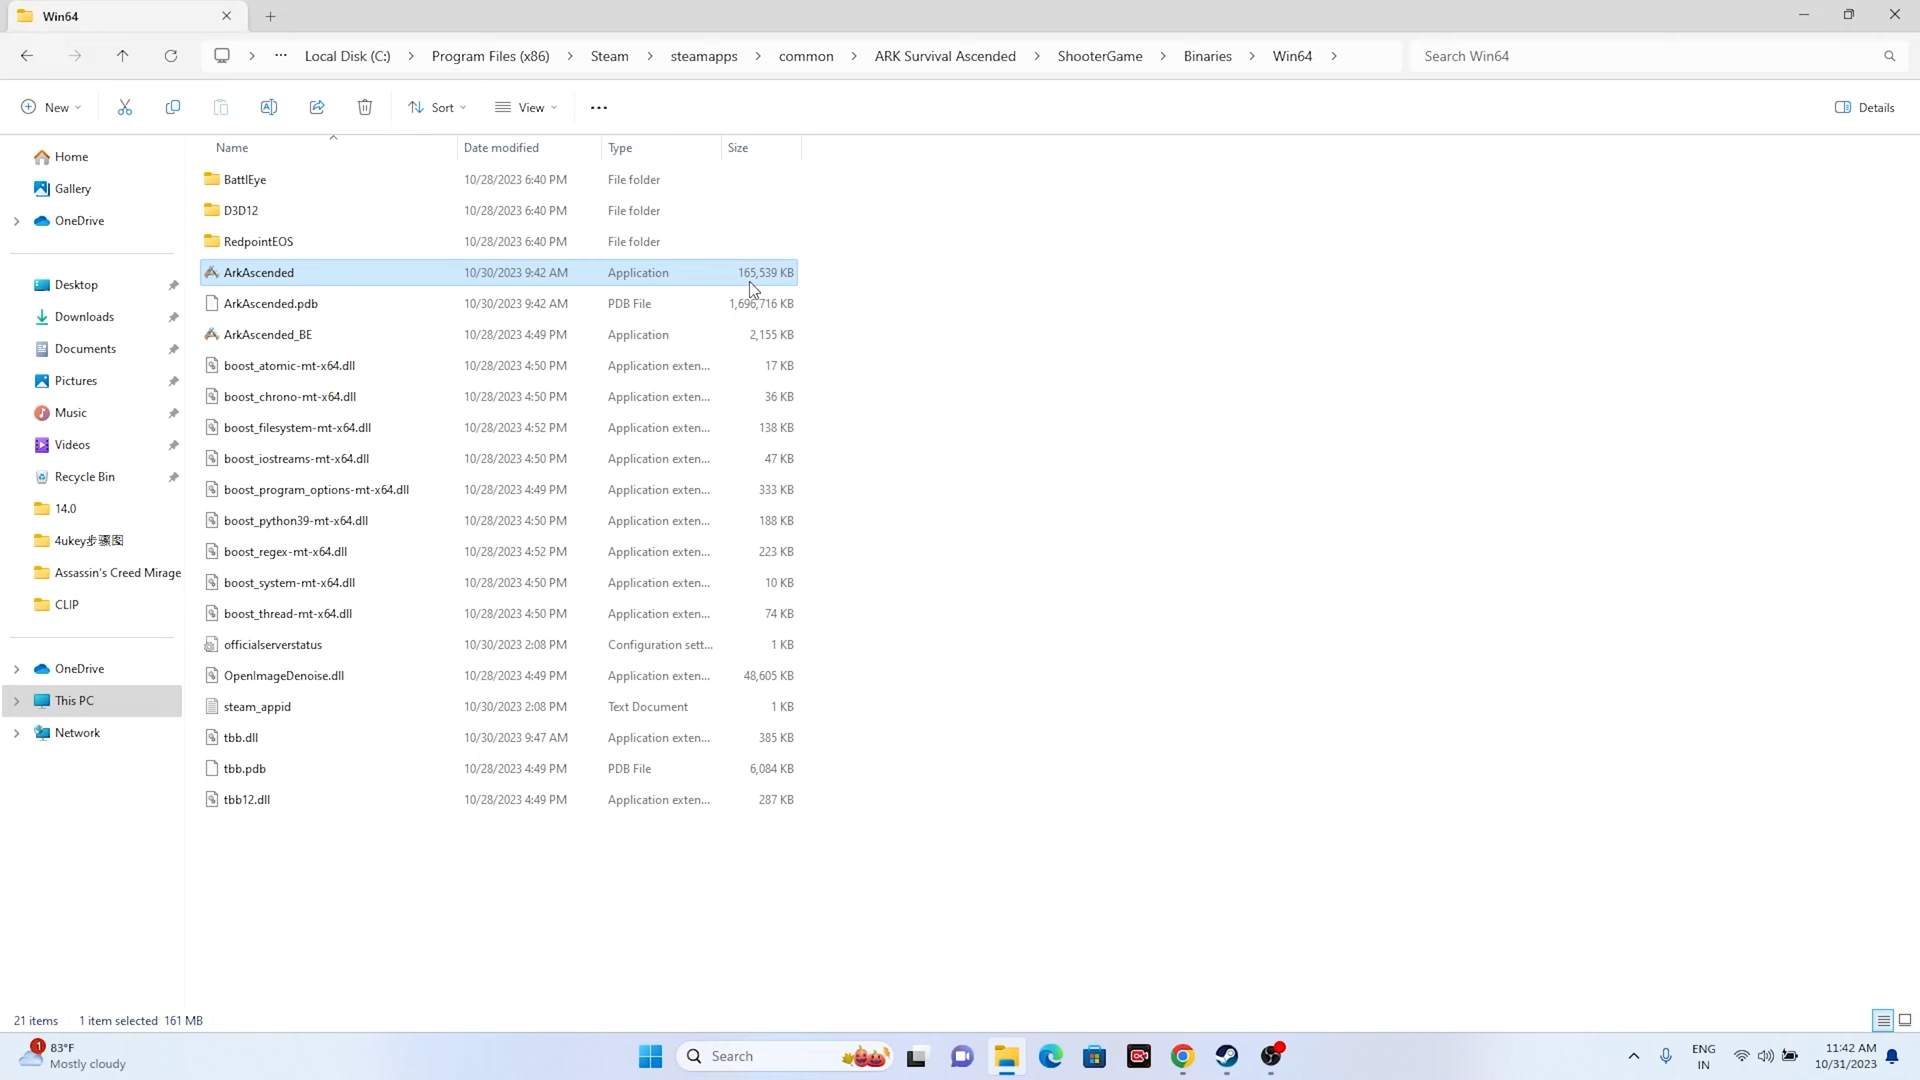 Win64
Local Disk (C:) Program Files (x86) Steam steamapps common ARK Survival Ascended ShooterGame Binaries Win64 Search Win64
New Sort View Details
Name Date modified Type Size
Home
Gallery
OneDrive
Desktop
Downloads
Documents
Pictures
Music
Videos
Recycle Bin
14.0
4ukey步骤图
Assassin's Creed Mirage
CLIP
OneDrive
This PC
Network
BattlEye 10/28/2023 6:40 PM File folder
D3D12 10/28/2023 6:40 PM File folder
RedpointEOS 10/28/2023 6:40 PM File folder
ArkAscended 10/30/2023 9:42 AM Application 165,539 KB
ArkAscended.pdb 10/30/2023 9:42 AM PDB File 1,696,716 KB
ArkAscended_BE 10/28/2023 4:49 PM Application 2,155 KB
boost_atomic-mt-x64.dll 10/28/2023 4:50 PM Application exten... 17 KB
boost_chrono-mt-x64.dll 10/28/2023 4:50 PM Application exten... 36 KB
boost_filesystem-mt-x64.dll 10/28/2023 4:52 PM Application exten... 138 KB
boost_iostreams-mt-x64.dll 10/28/2023 4:50 PM Application exten... 47 KB
boost_program_options-mt-x64.dll 10/28/2023 4:49 PM Application exten... 333 KB
boost_python39-mt-x64.dll 10/28/2023 4:50 PM Application exten... 188 KB
boost_regex-mt-x64.dll 10/28/2023 4:52 PM Application exten... 223 KB
boost_system-mt-x64.dll 10/28/2023 4:50 PM Application exten... 10 KB
boost_thread-mt-x64.dll 10/28/2023 4:50 PM Application exten... 74 KB
officialserverstatus 10/30/2023 2:08 PM Configuration sett... 1 KB
OpenImageDenoise.dll 10/28/2023 4:49 PM Application exten... 48,605 KB
steam_appid 10/30/2023 2:08 PM Text Document 1 KB
tbb.dll 10/30/2023 9:47 AM Application exten... 385 KB
tbb.pdb 10/28/2023 4:49 PM PDB File 6,084 KB
tbb12.dll 10/28/2023 4:49 PM Application exten... 287 KB
21 items 1 item selected 161 MB
1
83°F
Mostly cloudy
Search
ENG
IN
11:42 AM
10/31/2023